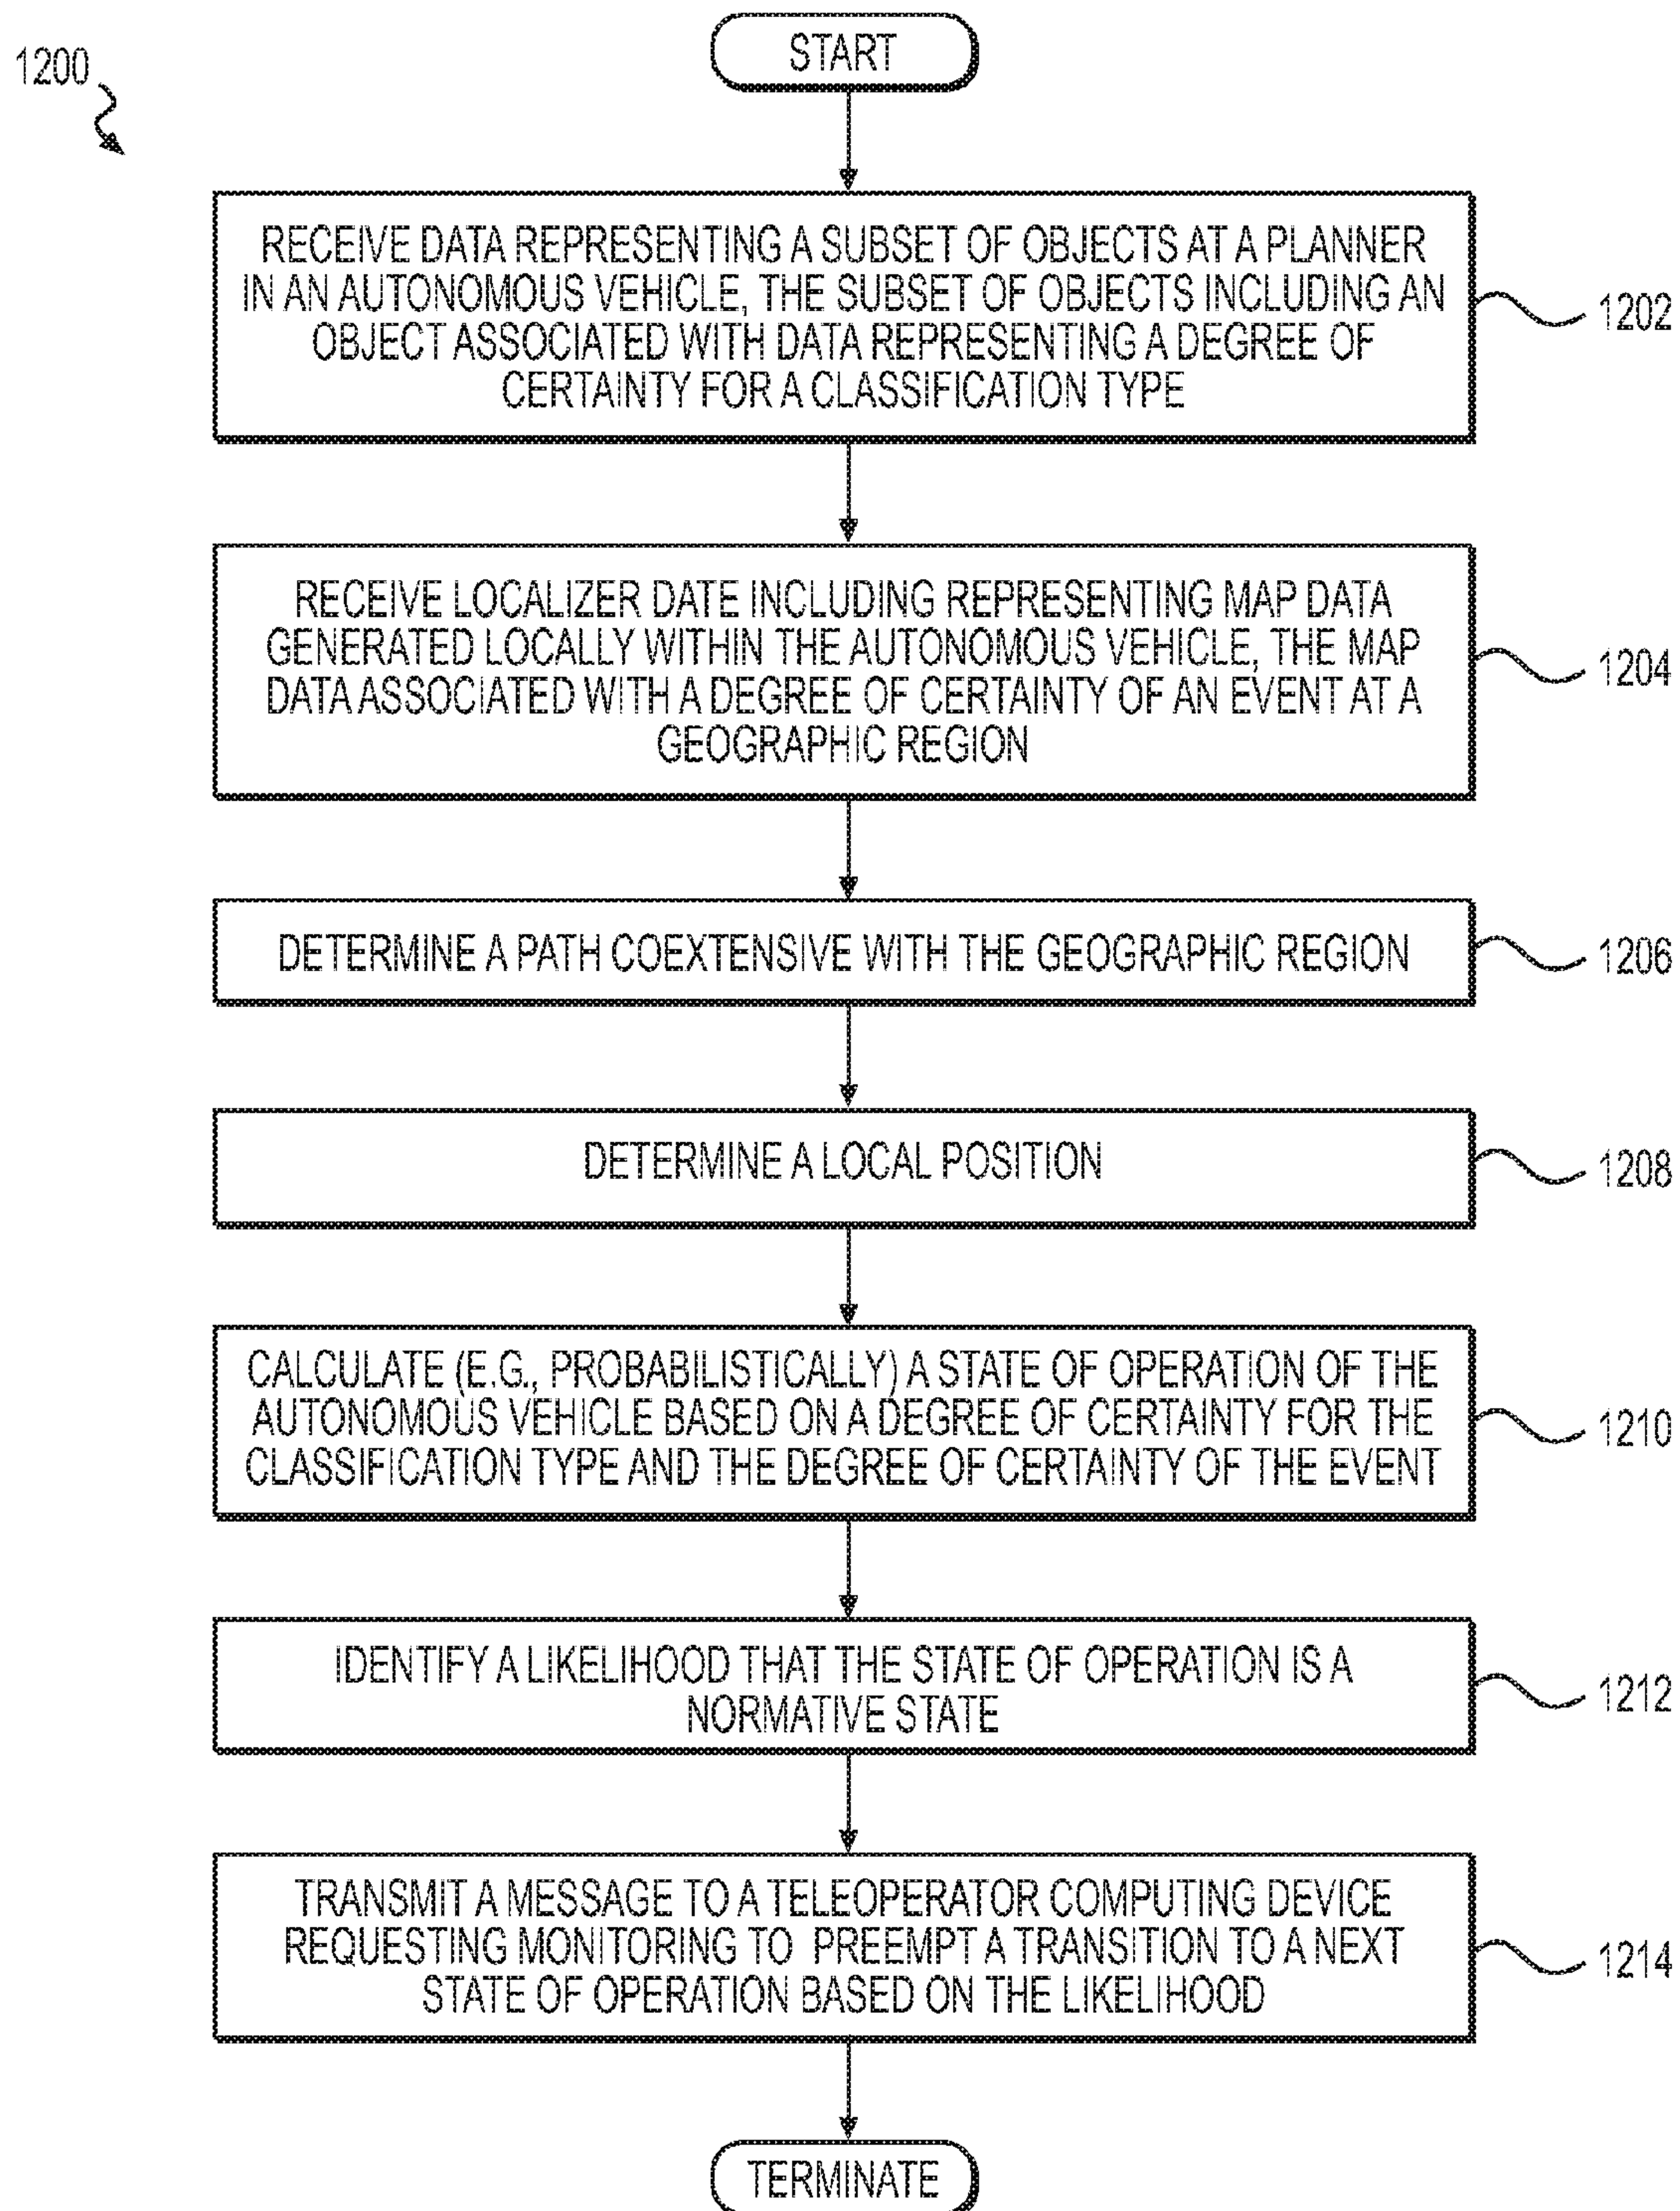 1200
START
RECEIVE DATA REPRESENTING A SUBSET OF OBJECTS AT A PLANNER
IN AN AUTONOMOUS VEHICLE, THE SUBSET OF OBJECTS INCLUDING AN
OBJECT ASSOCIATED WITH DATA REPRESENTING A DEGREE OF
CERTAINTY FOR A CLASSIFICATION TYPE
1202
RECEIVE LOCALIZER DATE INCLUDING REPRESENTING MAP DATA
GENERATED LOCALLY WITHIN THE AUTONOMOUS VEHICLE, THE MAP
DATA ASSOCIATED WITH A DEGREE OF CERTAINTY OF AN EVENT AT A
GEOGRAPHIC REGION
1204
DETERMINE A PATH COEXTENSIVE WITH THE GEOGRAPHIC REGION
1206
DETERMINE A LOCAL POSITION
1208
CALCULATE (E.G., PROBABILISTICALLY) A STATE OF OPERATION OF THE
AUTONOMOUS VEHICLE BASED ON A DEGREE OF CERTAINTY FOR THE
CLASSIFICATION TYPE AND THE DEGREE OF CERTAINTY OF THE EVENT
1210
IDENTIFY A LIKELIHOOD THAT THE STATE OF OPERATION IS A
NORMATIVE STATE
1212
TRANSMIT A MESSAGE TO A TELEOPERATOR COMPUTING DEVICE
REQUESTING MONITORING TO PREEMPT A TRANSITION TO A NEXT
STATE OF OPERATION BASED ON THE LIKELIHOOD
1214
TERMINATE